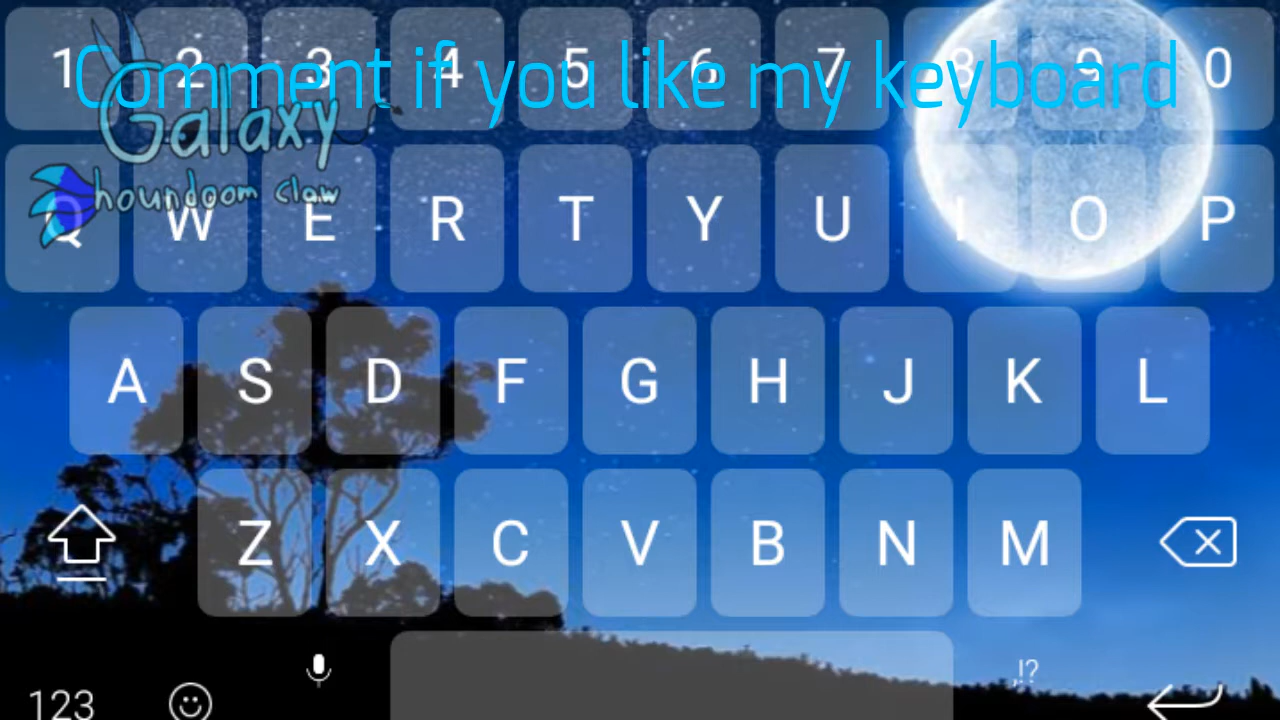 Comment if you like my keyboard
1 2 3 4 5 6 7 8 9 0
Galaxy
houndoom claw
Q W E R T Y U I O P
A S D F G H J K L
Z X C V B N M
,!?
123